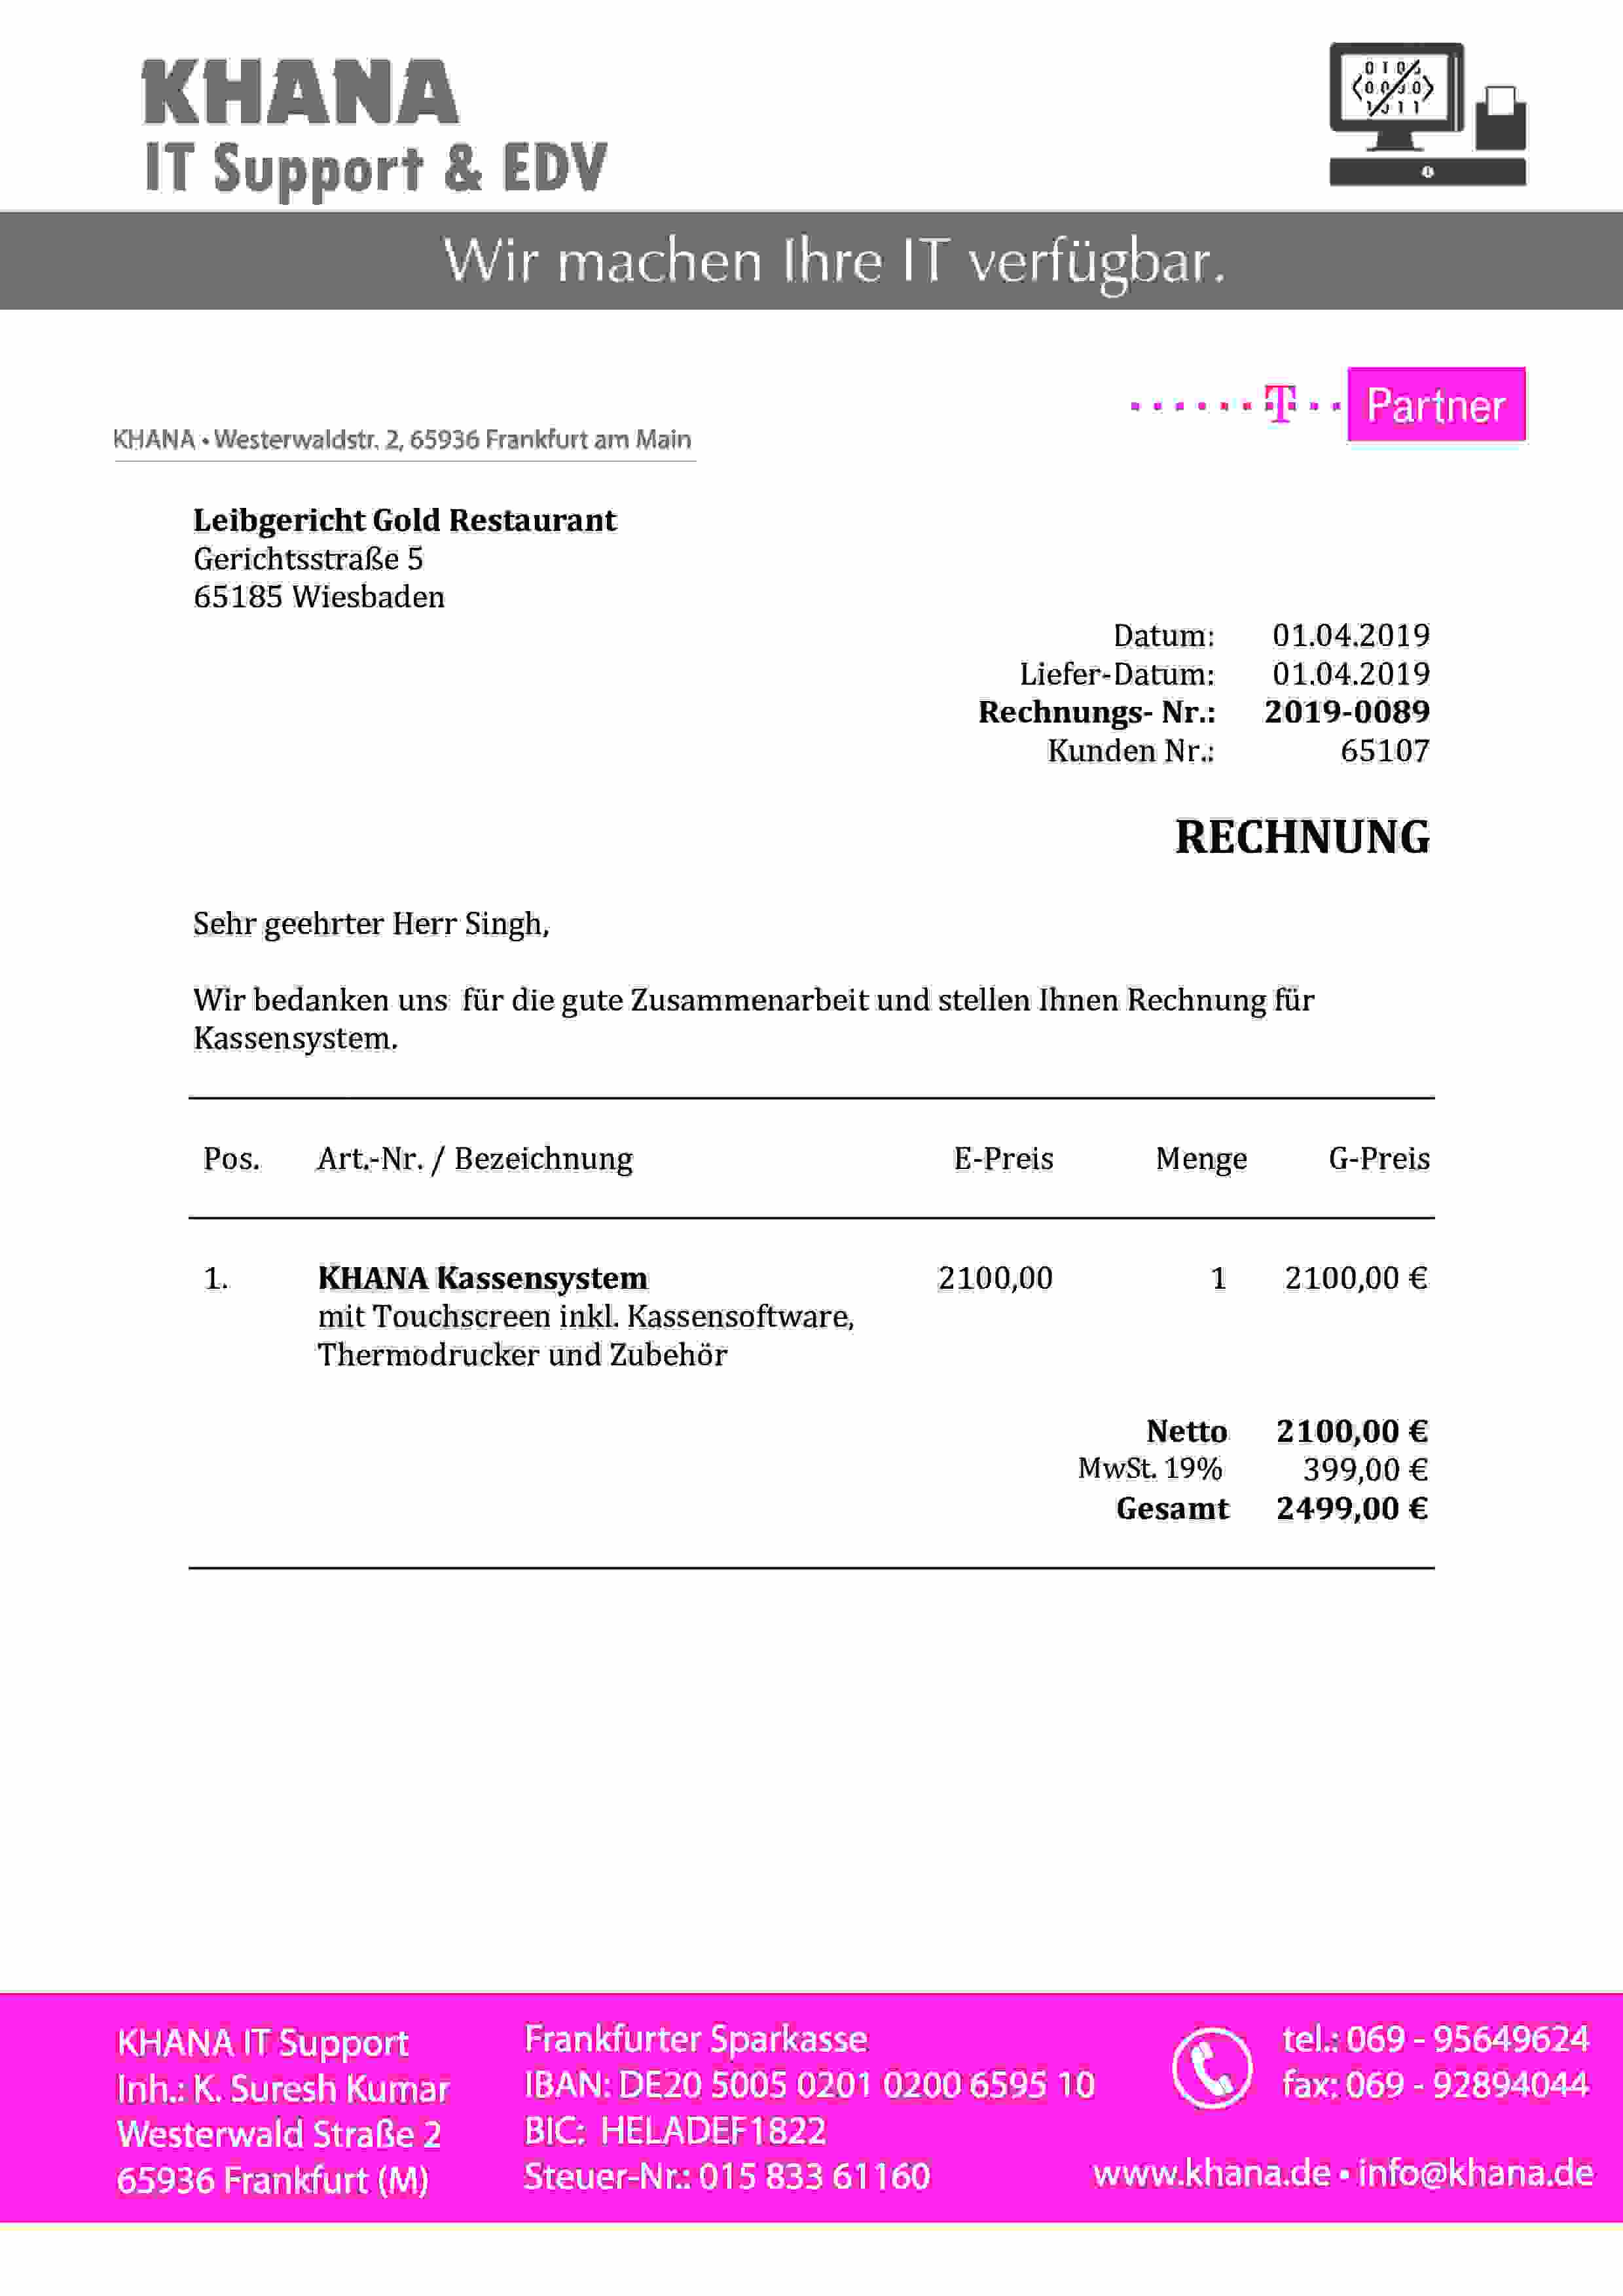 KHANA
IT Support & EDV
Wir machen Ihre IT verfügbar.
T Partner
KHANA • Westerwaldstr. 2, 65936 Frankfurt am Main
Leibgericht Gold Restaurant
Gerichtsstraße 5
65185 Wiesbaden
Datum: 01.04.2019
Liefer-Datum: 01.04.2019
Rechnungs- Nr.: 2019-0089
Kunden Nr.: 65107
RECHNUNG
Sehr geehrter Herr Singh,
Wir bedanken uns für die gute Zusammenarbeit und stellen Ihnen Rechnung für
Kassensystem.
Pos. Art.-Nr. / Bezeichnung E-Preis Menge G-Preis
1. KHANA Kassensystem 2100,00 1 2100,00 €
mit Touchscreen inkl. Kassensoftware,
Thermodrucker und Zubehör
Netto 2100,00 €
MwSt. 19% 399,00 €
Gesamt 2499,00 €
KHANA IT Support
Inh.: K. Suresh Kumar
Westerwald Straße 2
65936 Frankfurt (M)
Frankfurter Sparkasse
IBAN: DE20 5005 0201 0200 6595 10
BIC: HELADEF1822
Steuer-Nr.: 015 833 61160
tel.: 069 - 95649624
fax: 069 - 92894044
www.khana.de • info@khana.de